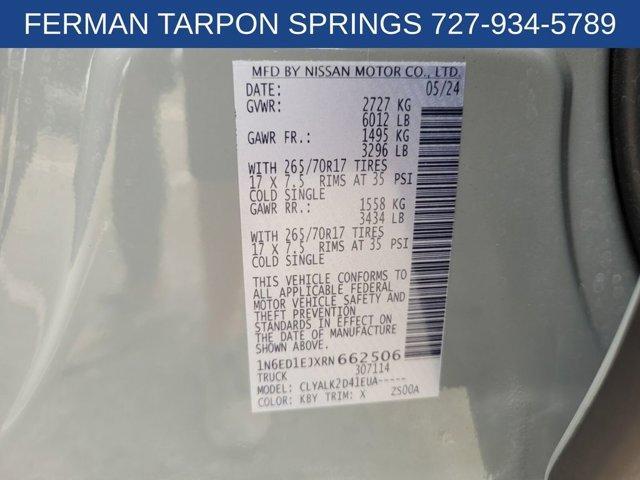 FERMAN TARPON SPRINGS 727-934-5789
MFD BY NISSAN MOTOR CO., LTD.
DATE: 05/24
GVWR: 2727 KG
6012 LB
GAWR FR.: 1495 KG
3296 LB
WITH 265/70R17 TIRES
17 X 7.5 RIMS AT 35 PSI
COLD SINGLE
GAWR RR.: 1558 KG
3434 LB
WITH 265/70R17 TIRES
17 X 7.5 RIMS AT 35 PSI
COLD SINGLE
THIS VEHICLE CONFORMS TO
ALL APPLICABLE FEDERAL
MOTOR VEHICLE SAFETY AND
THEFT PREVENTION
STANDARDS IN EFFECT ON
THE DATE OF MANUFACTURE
SHOWN ABOVE.
1N6ED1EJXRN662506
TRUCK 307114
MODEL: CLYALK2D41EUA-----
COLOR: KBY TRIM: X ZS00A